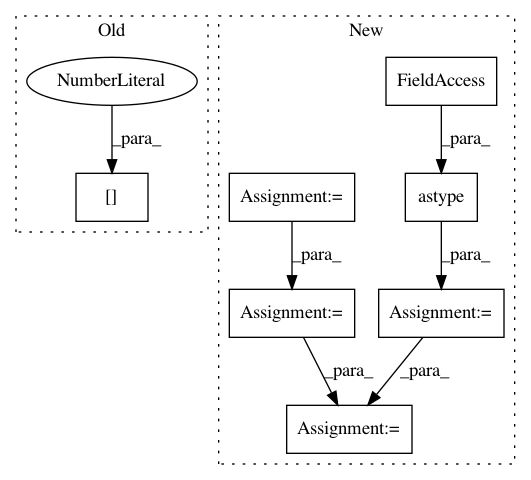 Old
New
NumberLiteral
FieldAccess
_para_
_para_
[]
Assignment:=
astype
_para_
_para_
Assignment:=
Assignment:=
_para_
_para_
Assignment:=